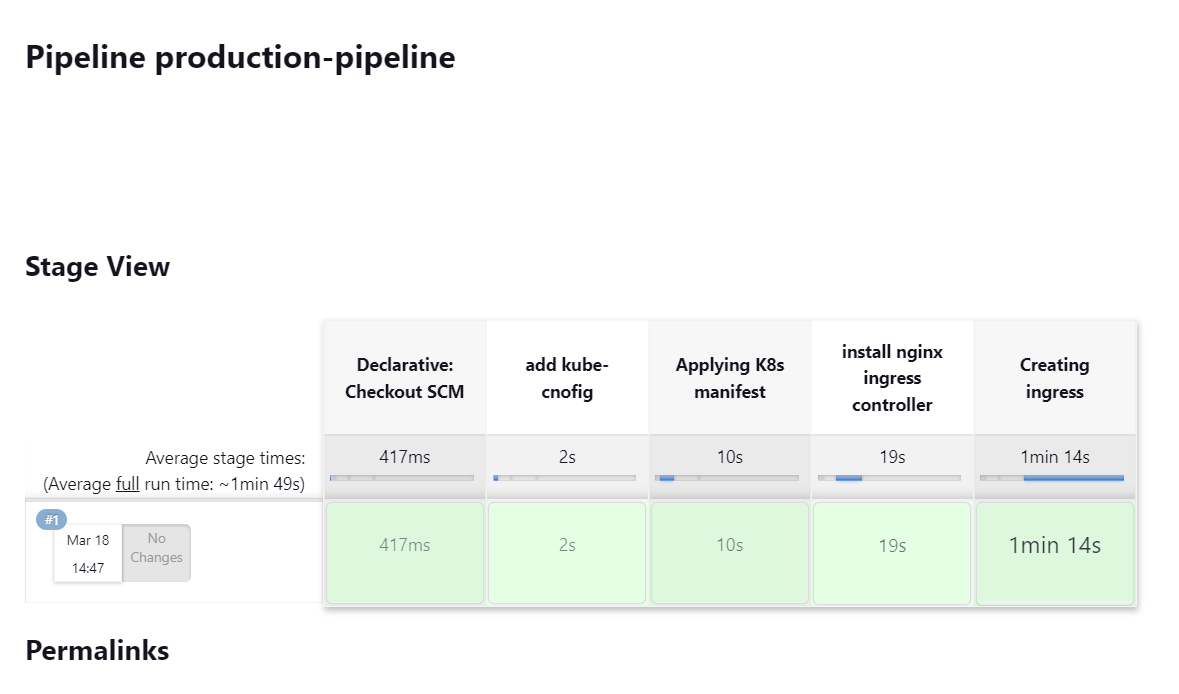 Pipeline production-pipeline
Stage View
Declarative:
Checkout SCM
add kube-
cnofig
Applying K8s
manifest
install nginx
ingress
controller
Creating
ingress
Average stage times:
(Average full run time: ~1min 49s)
417ms
2s
10s
19s
1min 14s
#1
Mar 18
14:47
No
Changes
417ms
2s
10s
19s
1min 14s
Permalinks